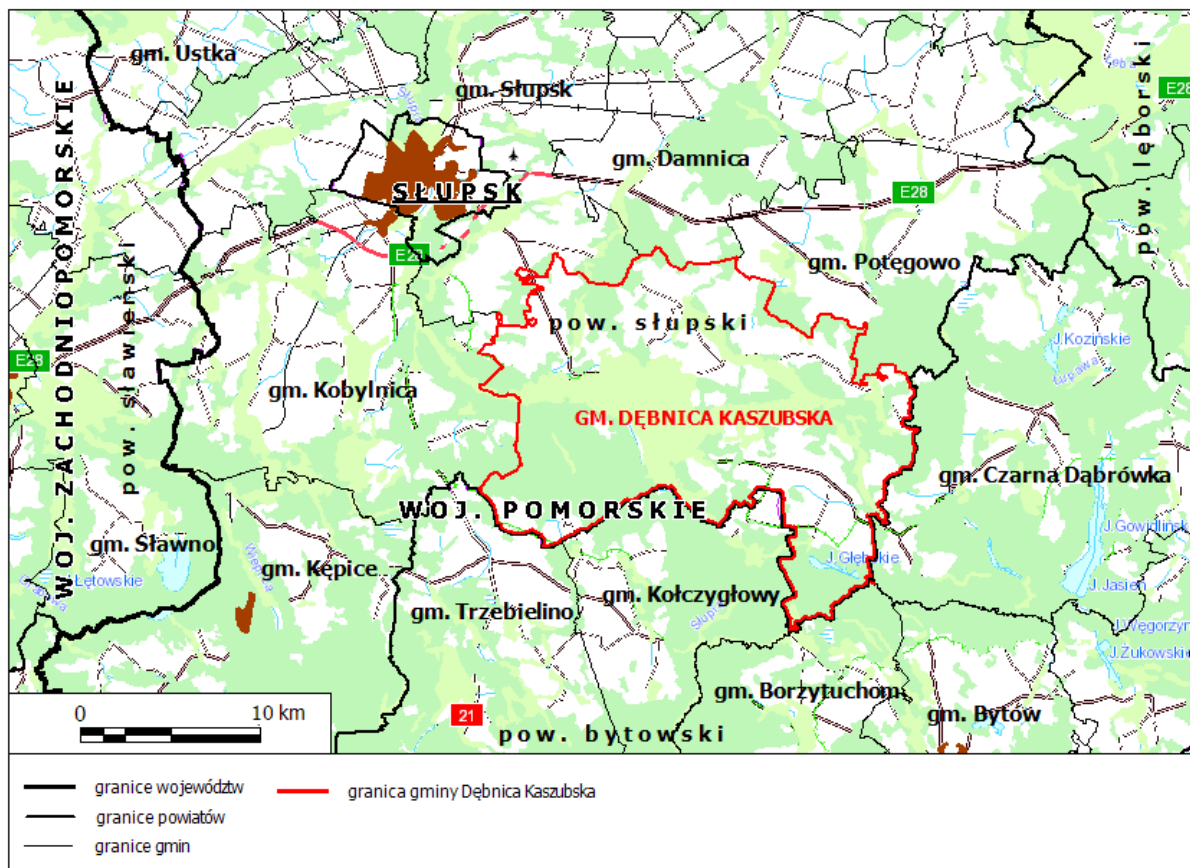 gm. Ustka
WOJ. ZACHODNIOPOMORSKIE
pow. sławieński
gm. Słupsk
E28
pow. lęborski
gm. Damnica
SŁUPSK
E28
gm. Potęgowo
pow. słupski
J.Kozińskie
Łupawa
E28
gm. Kobylnica
GM. DĘBNICA KASZUBSKA
gm. Czarna Dąbrówka
WOJ. POMORSKIE
gm. Sławno
Wieprza
gm. Kępice
Łętowskie
gm. Trzebielino
gm. Kołczygłowy
Słupia
J.Jasień
J.Żukowskie
gm. Borzytuchom
gm. Bytów
21
pow. bytowski
0 10 km
granice województw
granica gminy Dębnica Kaszubska
granice powiatów
granice gmin